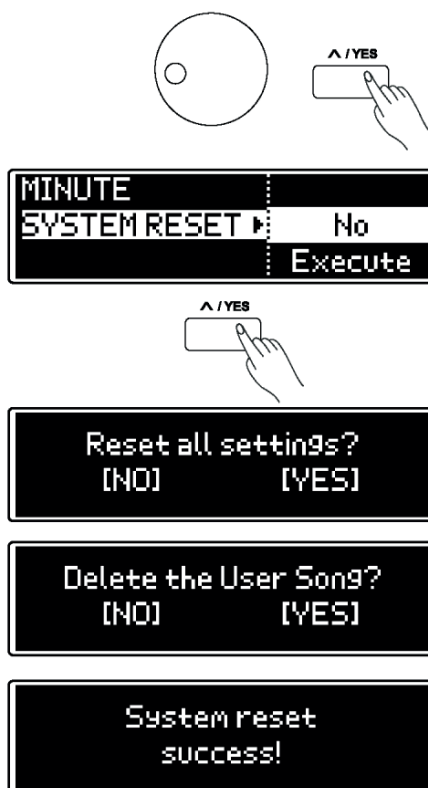 ∧ / YES
MINUTE
SYSTEM RESET ▶ No
Execute
∧ / YES
Reset all settings?
[NO] [YES]
Delete the User Song?
[NO] [YES]
System reset
success!